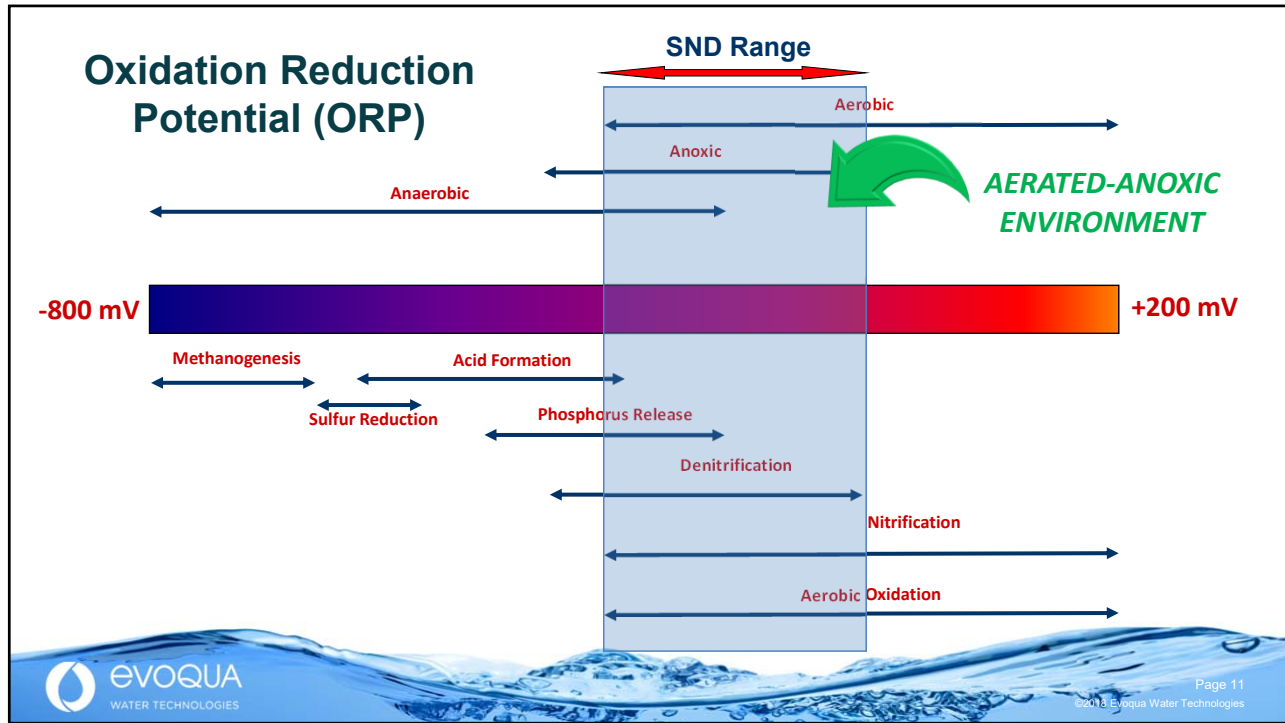 Oxidation Reduction
Potential (ORP)
SND Range
Aerobic
Anoxic
AERATED-ANOXIC
ENVIRONMENT
Anaerobic
-800 mV
+200 mV
Methanogenesis
Acid Formation
Sulfur Reduction
Phosphorus Release
Denitrification
Nitrification
Aerobic Oxidation
evoqua
WATER TECHNOLOGIES
Page 11
©2018 Evoqua Water Technologies